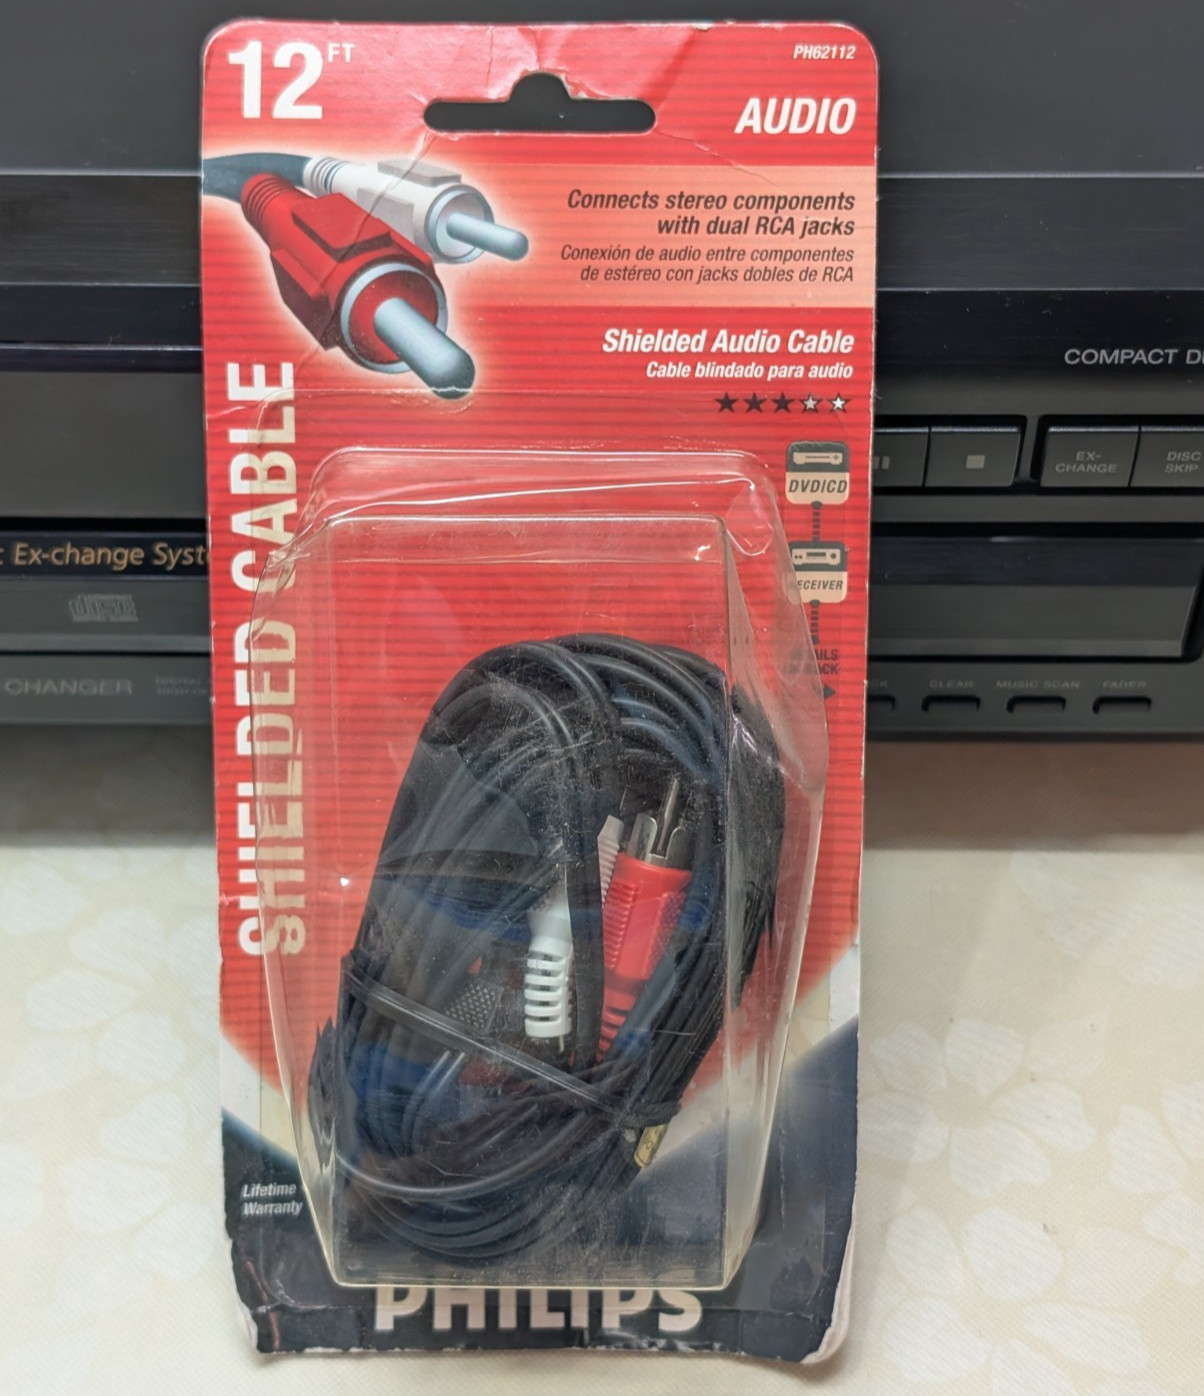 12 FT
PH62112
AUDIO
Connects stereo components
with dual RCA jacks
Conexión de audio entre componentes
de estéreo con jacks dobles de RCA
Shielded Audio Cable
Cable blindado para audio
SHIELDED CABLE
DVD/CD
RECEIVER
Lifetime
Warranty
PHILIPS
COMPACT
EX-
CHANGE
DISC
SKIP
Ex-change
disc
CHANGER
CLEAR
MUSIC SCAN
FADER